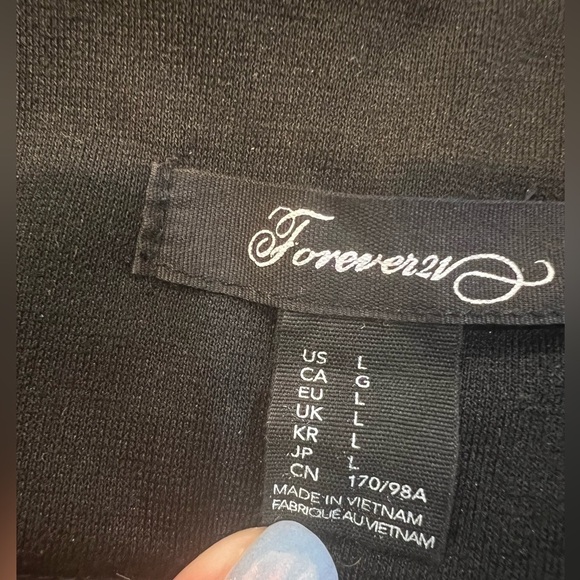 Forever21
US L
CA G
EU L
UK L
KR L
JP L
CN 170/98A
MADE IN VIETNAM
FABRIQUÉ AU VIETNAM